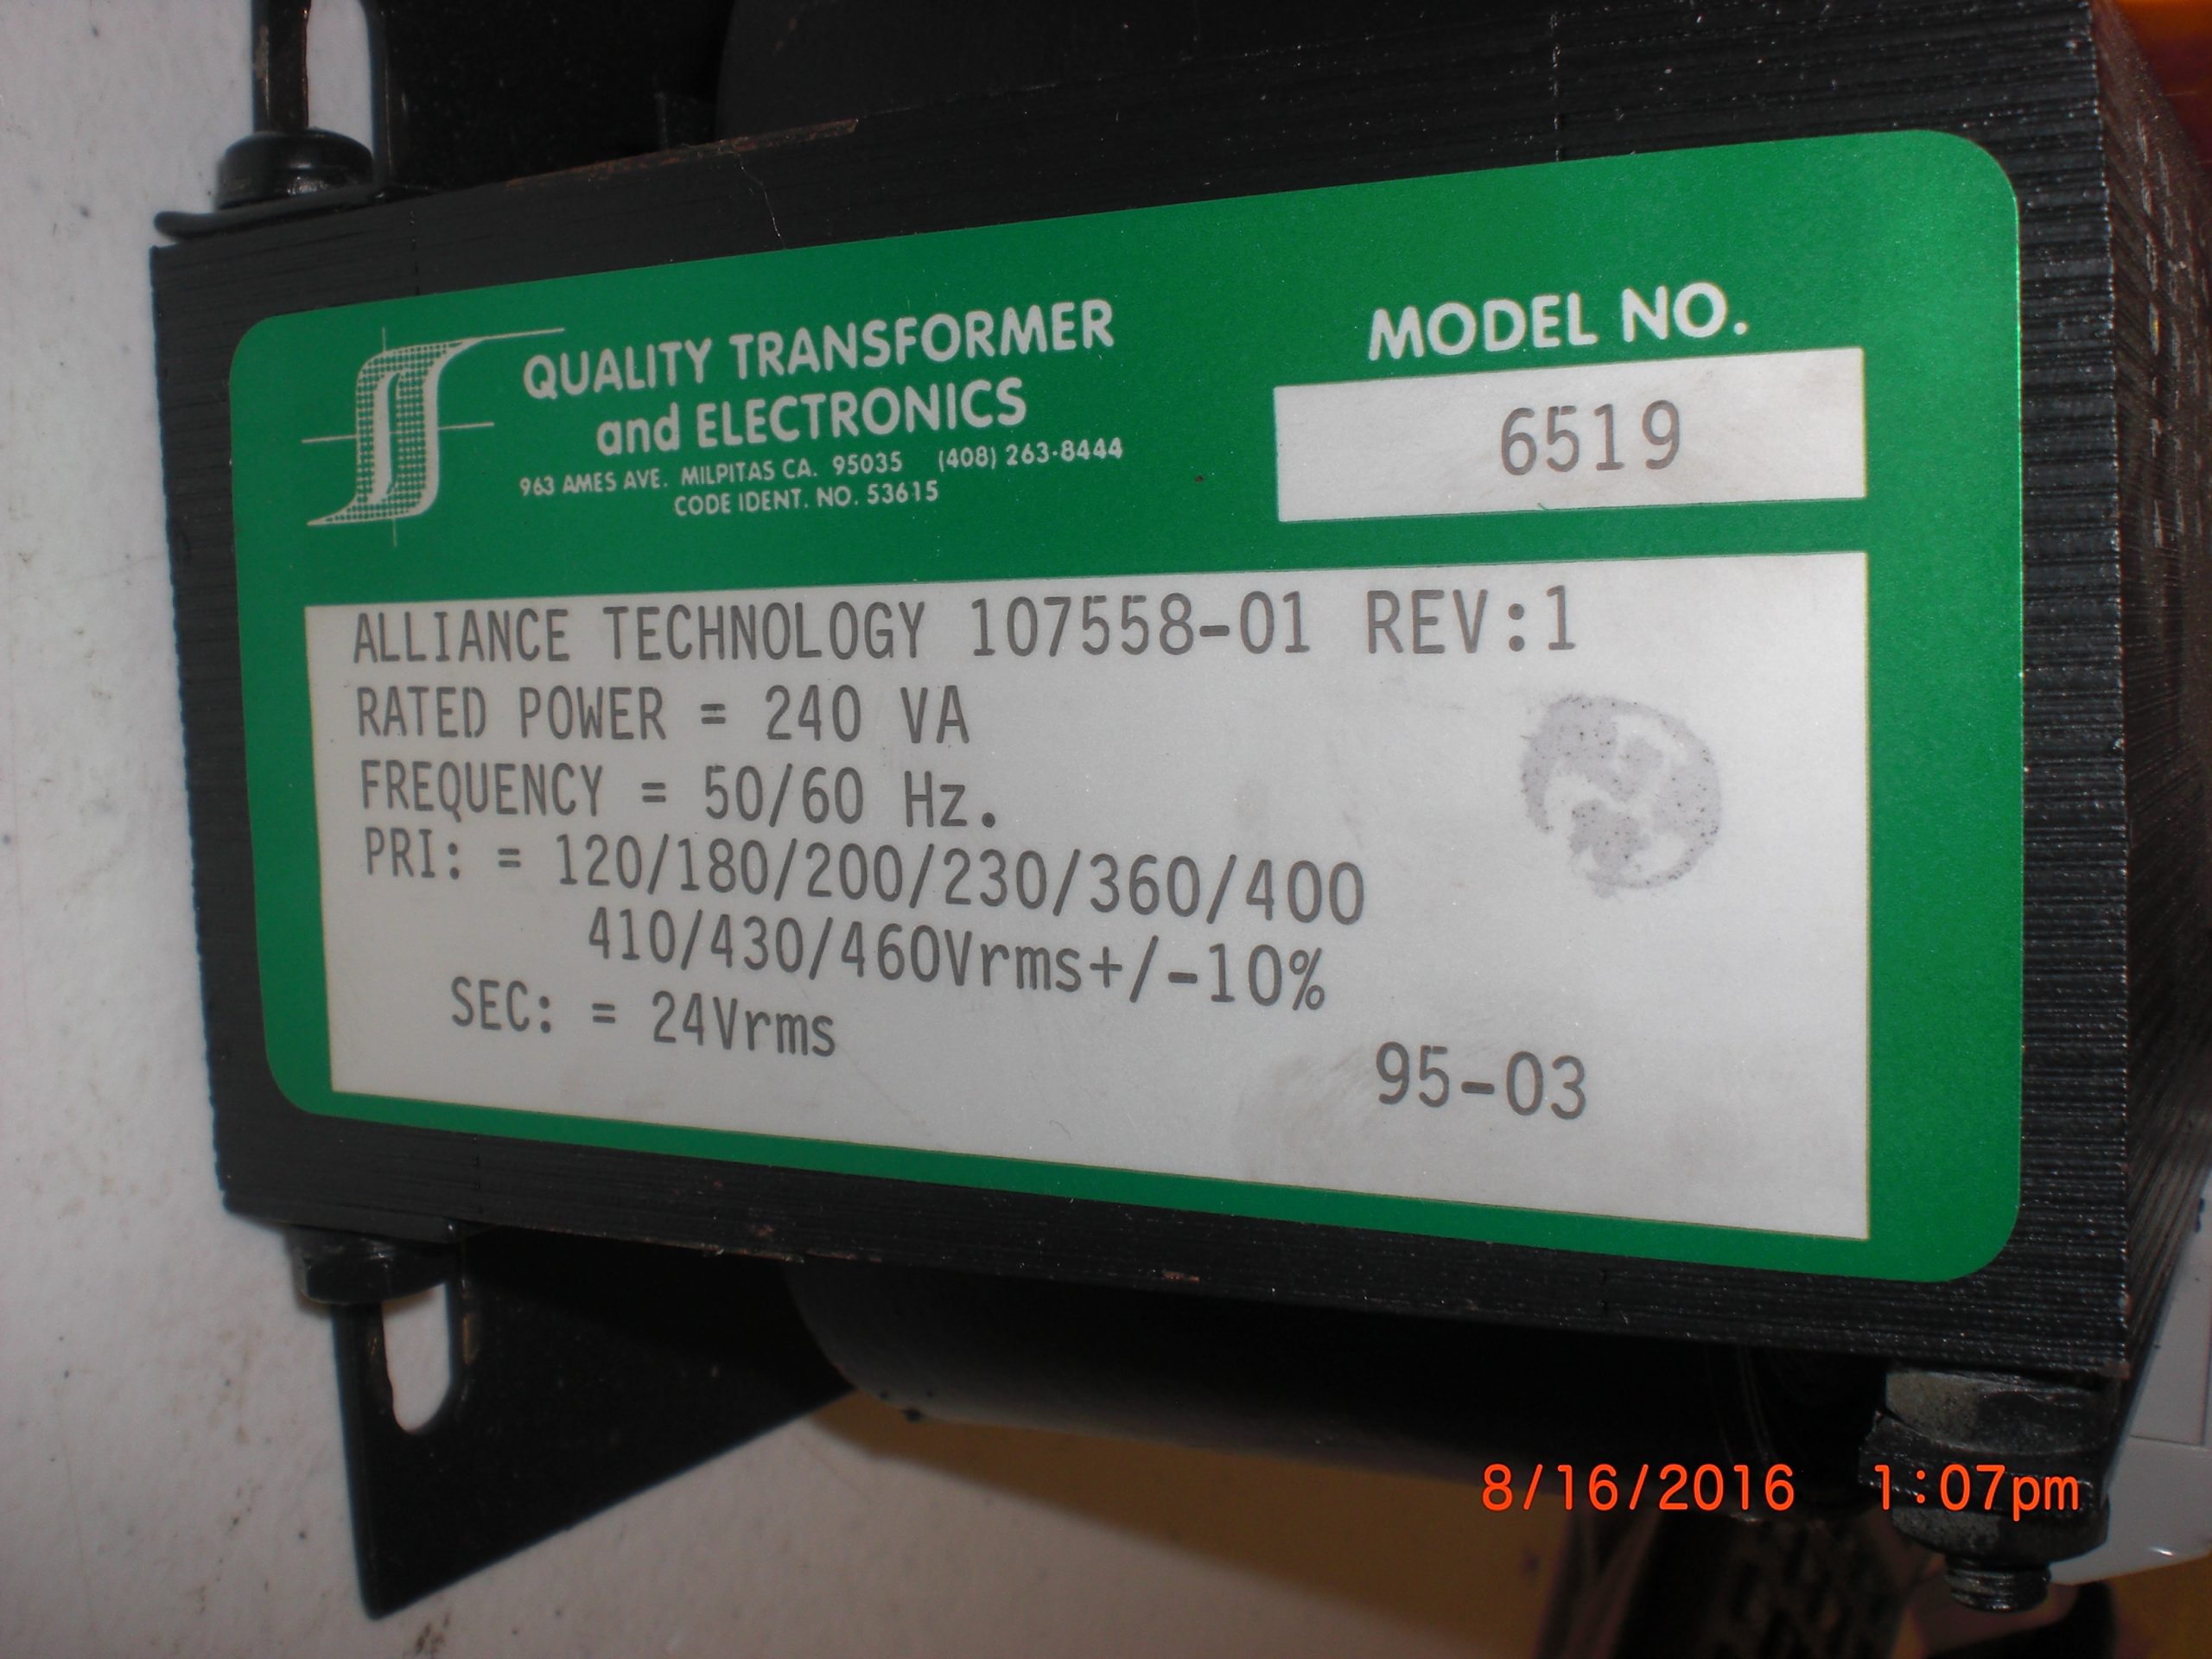 QUALITY TRANSFORMER
and ELECTRONICS
963 AMES AVE. MILPITAS CA. 95035 (408) 263-8444
CODE IDENT. NO. 53615
MODEL NO.
6519
ALLIANCE TECHNOLOGY 107558-01 REV:1
RATED POWER = 240 VA
FREQUENCY = 50/60 Hz.
PRI: = 120/180/200/230/360/400
410/430/460Vrms+/-10%
SEC: = 24Vrms
95-03
8/16/2016 1:07pm